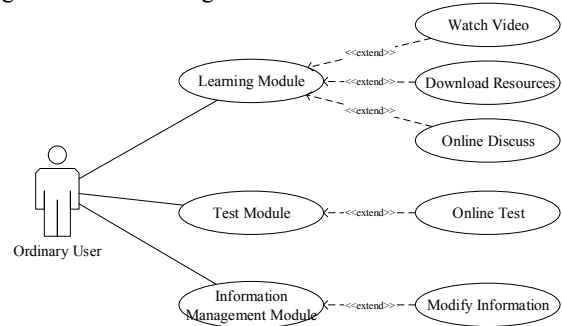 Watch Video
<<extend>>
Learning Module
<<extend>>
Download Resources
<<extend>>
Online Discuss
Test Module
<<extend>>
Online Test
Ordinary User
Information
Management Module
<<extend>>
Modify Information